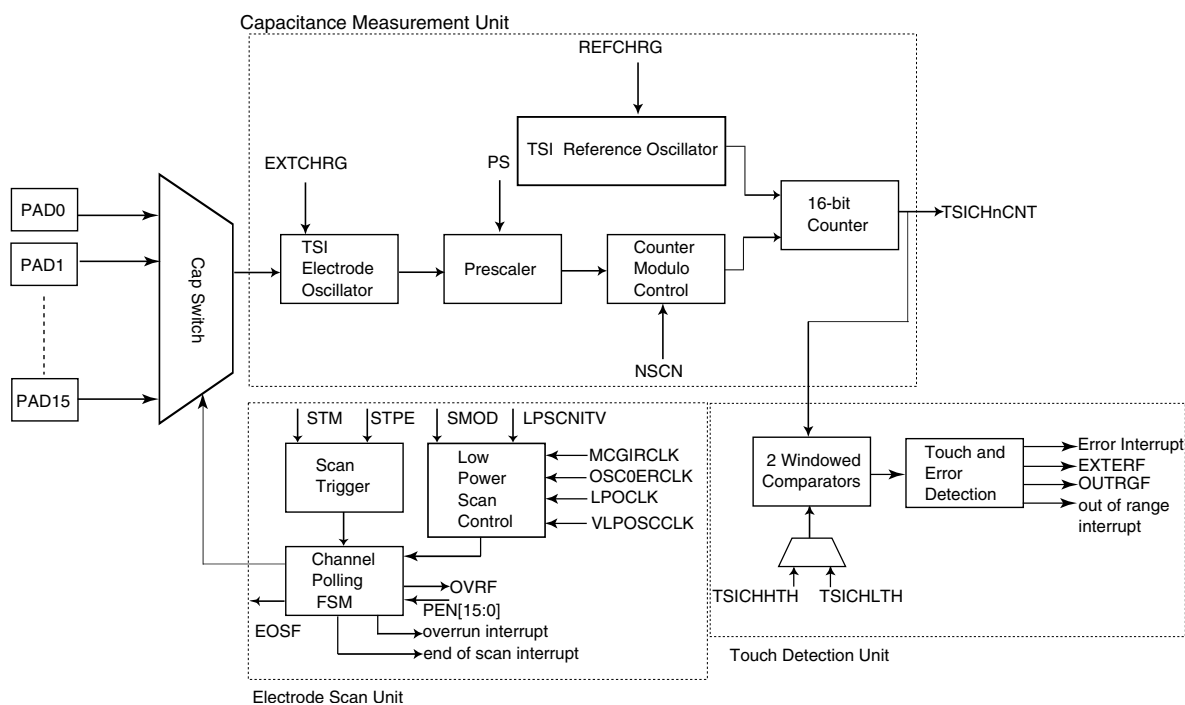 Capacitance Measurement Unit
REFCHRG
TSI Reference Oscillator
EXTCHRG
PS
PAD0
16-bit
Counter
TSICHnCNT
PAD1
Cap Switch
TSI
Electrode
Oscillator
Prescaler
Counter
Modulo
Control
NSCN
PAD15
STM
STPE
SMOD
LPSCNITV
Scan
Trigger
Low
Power
Scan
Control
MCGIRCLK
OSC0ERCLK
LPOCLK
VLPOSCCLK
2 Windowed
Comparators
Touch and
Error
Detection
Error Interrupt
EXTERF
OUTRGF
out of range
interrupt
Channel
Polling
FSM
OVRF
PEN[15:0]
EOSF
overrun interrupt
end of scan interrupt
TSICHHTH
TSICHLTH
Touch Detection Unit
Electrode Scan Unit